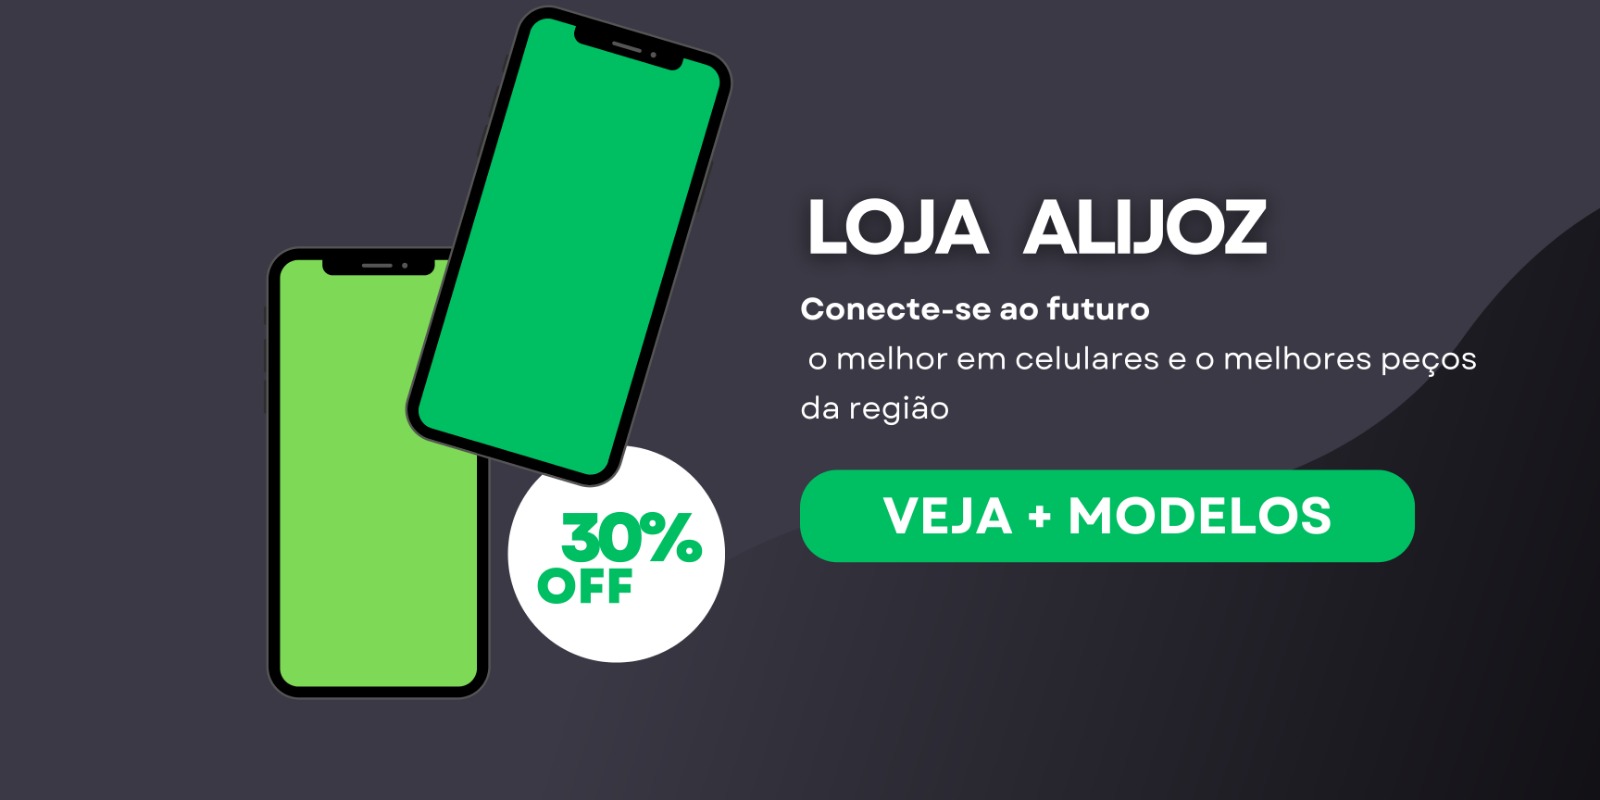 LOJA ALIJOZ
Conecte-se ao futuro
o melhor em celulares e o melhores peços
da região
VEJA + MODELOS
30%
OFF